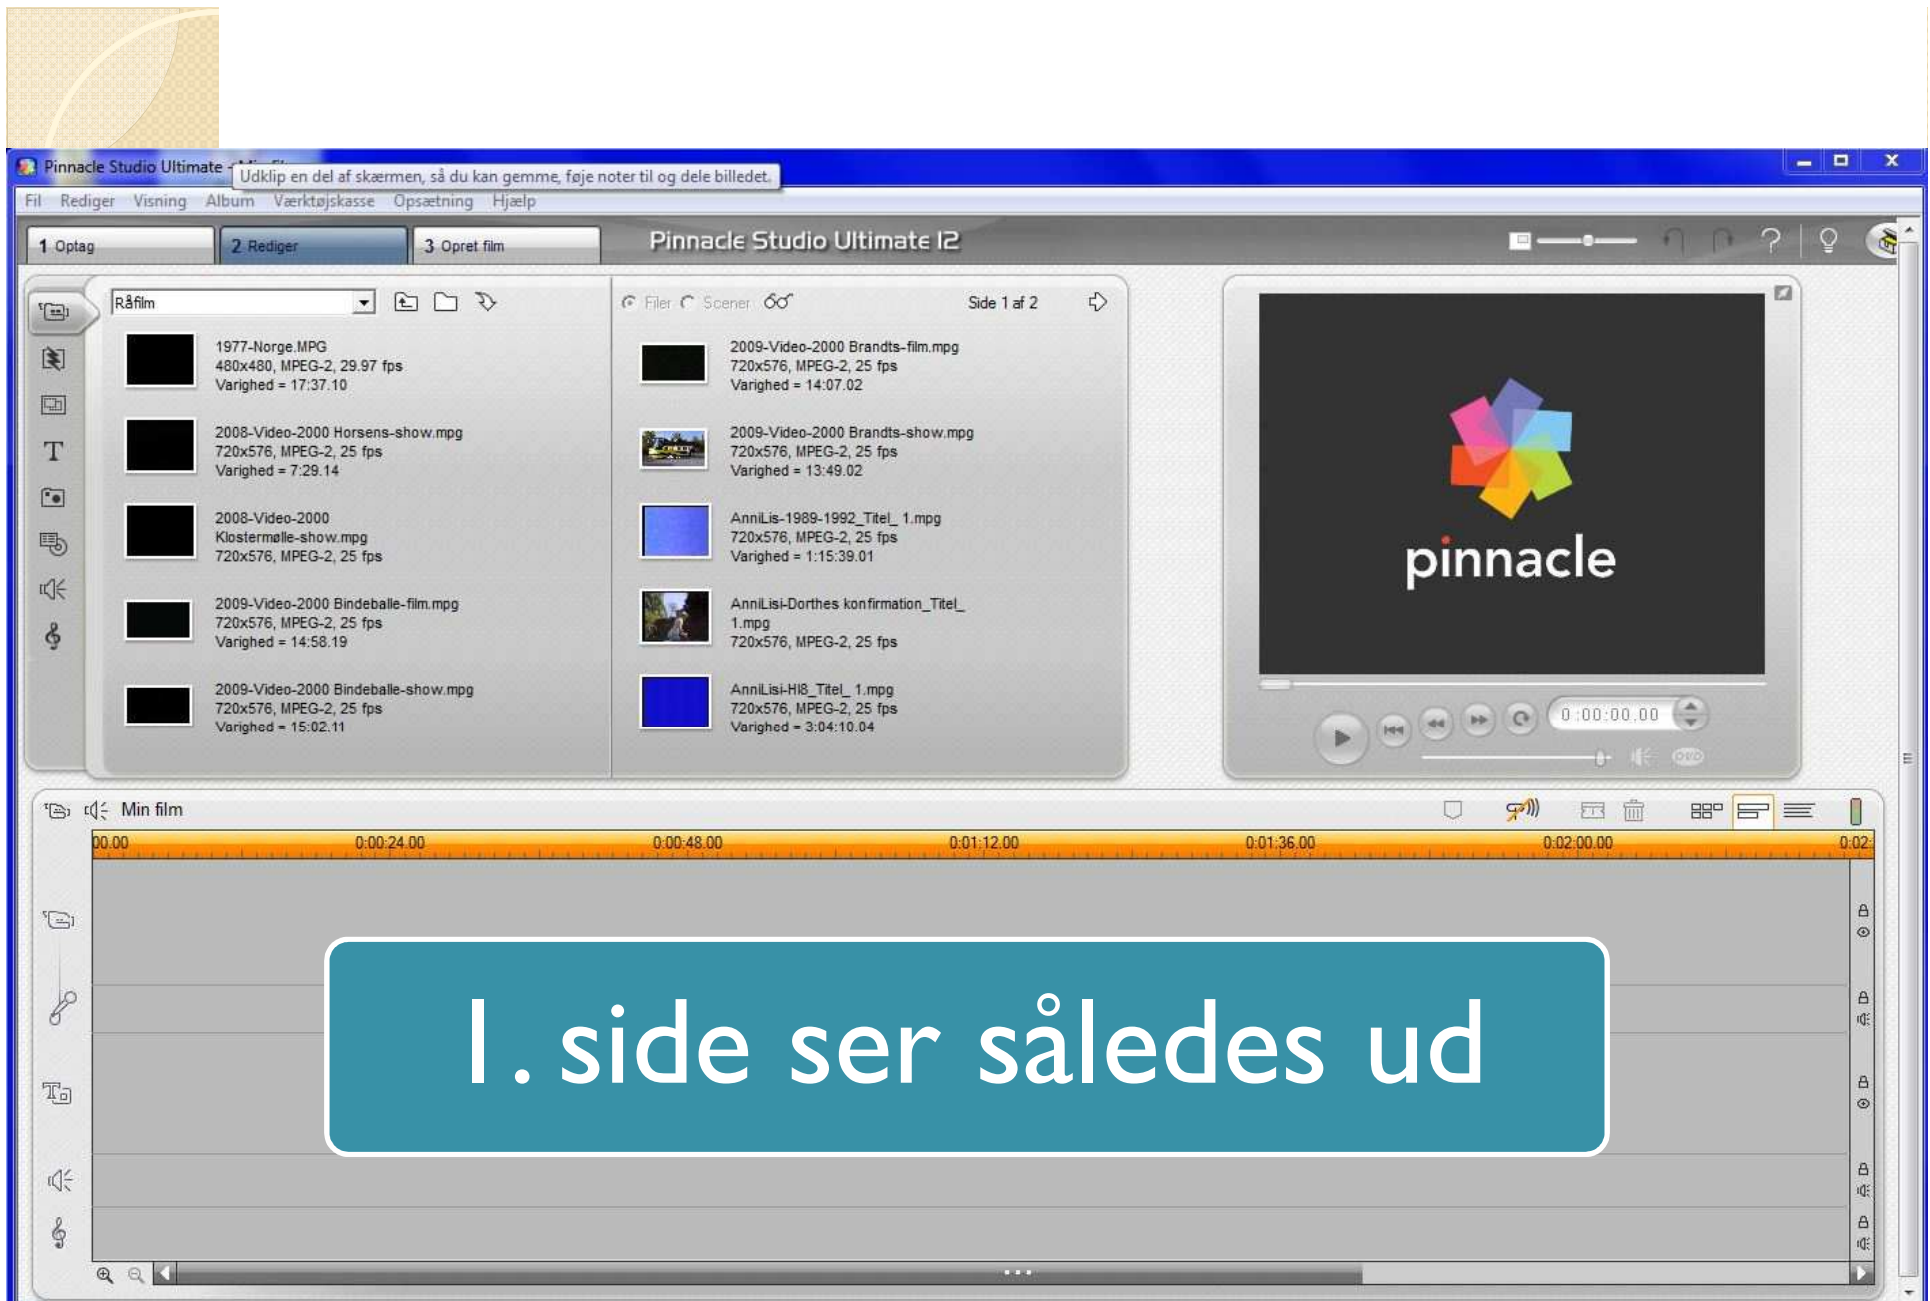 Pinnacle Studio Ultimate -
Udklip en del af skærmen, så du kan gemme, føje noter til og dele billedet.
Fil Rediger Visning Album Værktøjskasse Opsætning Hjælp
1 Optag 2 Rediger 3 Opret film Pinnacle Studio Ultimate 12
Råfilm
1977-Norge.MPG
480x480, MPEG-2, 29.97 fps
Varighed = 17:37.10
2008-Video-2000 Horsens-show.mpg
720x576, MPEG-2, 25 fps
Varighed = 7:29.14
2008-Video-2000
Klostermølle-show.mpg
720x576, MPEG-2, 25 fps
2009-Video-2000 Bindeballe-film.mpg
720x576, MPEG-2, 25 fps
Varighed = 14:58.19
2009-Video-2000 Bindeballe-show.mpg
720x576, MPEG-2, 25 fps
Varighed = 15:02.11
Filer Scener Side 1 af 2
2009-Video-2000 Brandts-film.mpg
720x576, MPEG-2, 25 fps
Varighed = 14:07.02
2009-Video-2000 Brandts-show.mpg
720x576, MPEG-2, 25 fps
Varighed = 13:49.02
AnniLis-1989-1992_Titel_ 1.mpg
720x576, MPEG-2, 25 fps
Varighed = 1:15:39.01
AnniLisi-Dorthes konfirmation_Titel_
1.mpg
720x576, MPEG-2, 25 fps
AnniLisi-HI8_Titel_ 1.mpg
720x576, MPEG-2, 25 fps
Varighed = 3:04:10.04
pinnacle
0:00:00.00
DVD
Min film
00.00 0:00:24.00 0:00:48.00 0:01:12.00 0:01:36.00 0:02:00.00 0:02:
1. side ser således ud